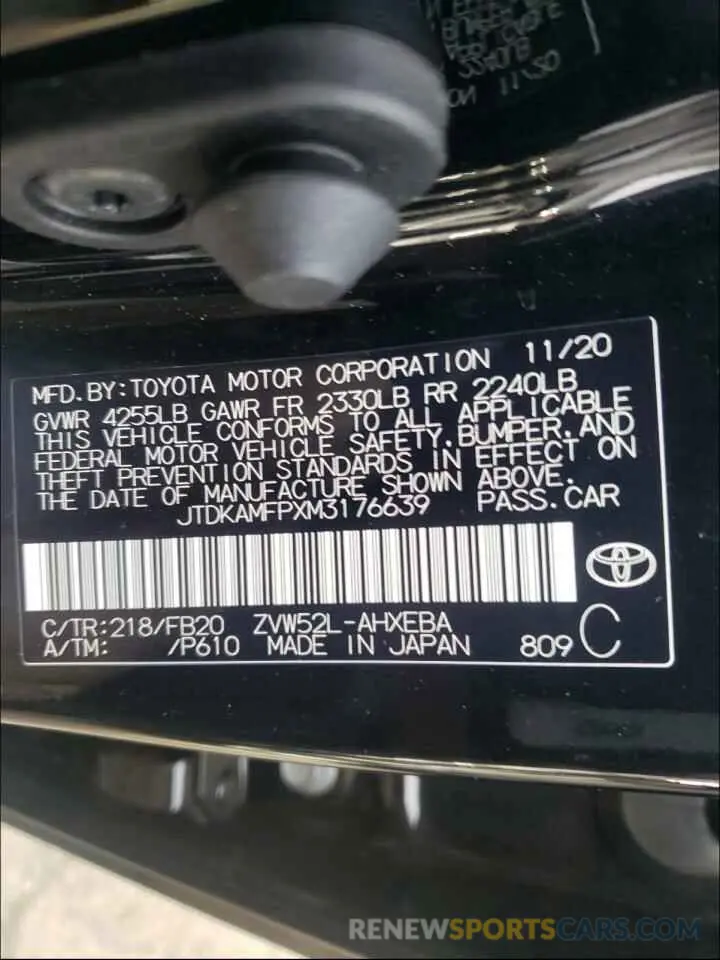 11/20
MFD.BY:TOYOTA MOTOR CORPORATION 11/20
GVWR 4255LB GAWR FR 2330LB RR 2240LB
THIS VEHICLE CONFORMS TO ALL APPLICABLE
FEDERAL MOTOR VEHICLE SAFETY,BUMPER,AND
THEFT PREVENTION STANDARDS IN EFFECT ON
THE DATE OF MANUFACTURE SHOWN ABOVE.
JTDKAMFPXM3176639 PASS.CAR
C/TR:218/FB20 ZVW52L-AHXEBA
A/TM: /P610 MADE IN JAPAN 809 C
RENEWSPORTSCARS.COM